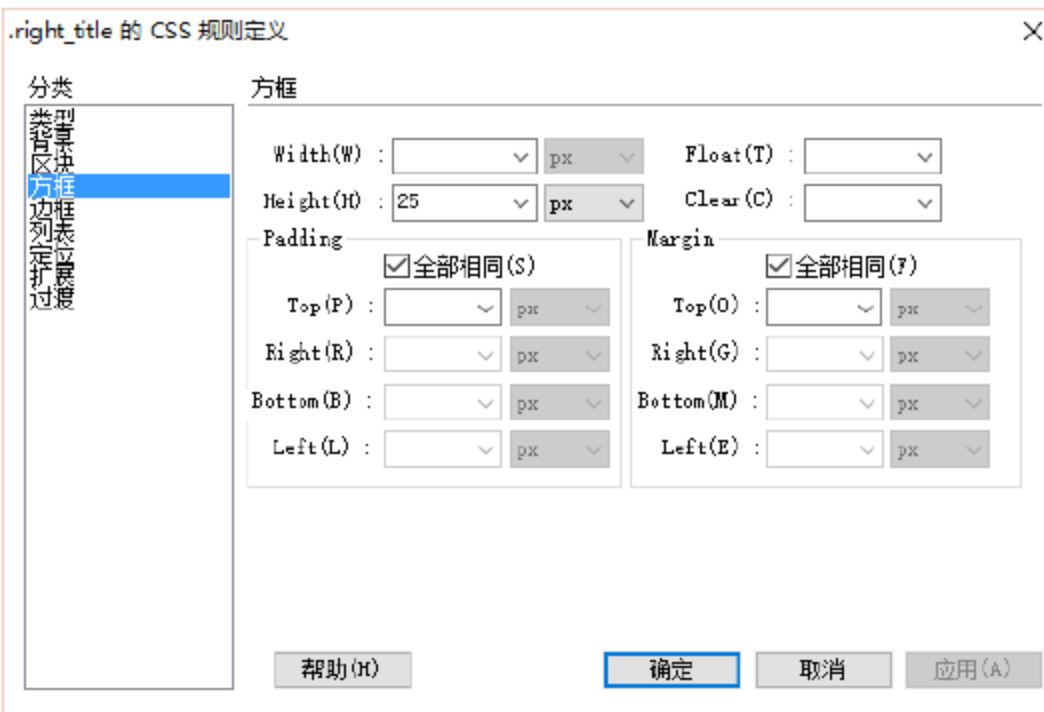 .right_title 的 CSS 规则定义
分类
类型
背景
区块
方框
边框
列表
定位
扩展
过渡
方框
Width(W) : px Float(T) :
Height(H) : 25 px Clear(C) :
Padding
全部相同(S)
Top(P) : px
Right(R) : px
Bottom(B) : px
Left(L) : px
Margin
全部相同(F)
Top(O) : px
Right(G) : px
Bottom(M) : px
Left(E) : px
帮助(H) 确定 取消 应用(A)